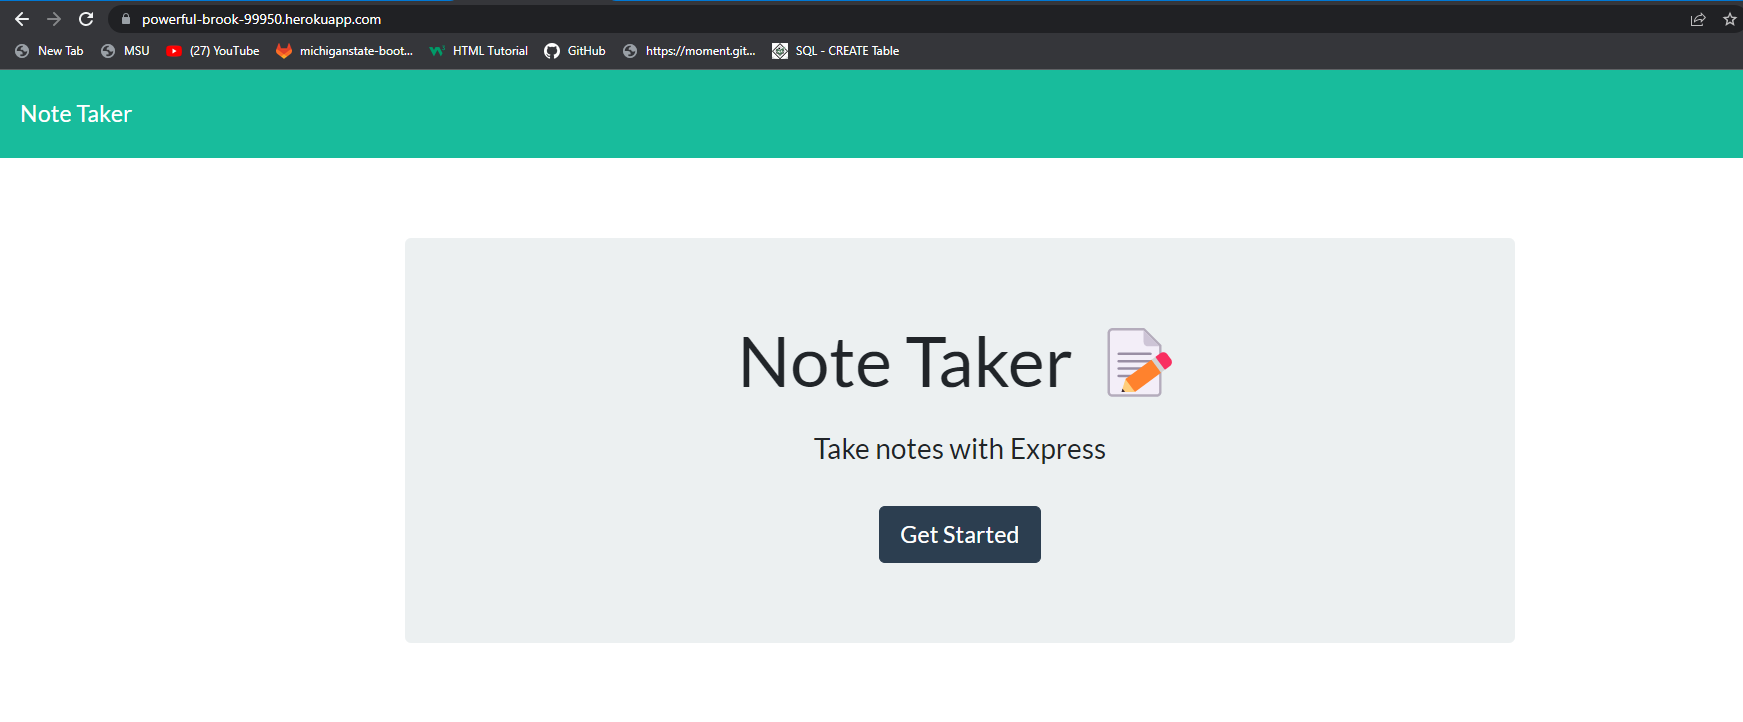 powerful-brook-99950.herokuapp.com
New Tab MSU (27) YouTube michiganstate-boot... HTML Tutorial GitHub https://moment.git... SQL - CREATE Table
Note Taker
Note Taker
Take notes with Express
Get Started